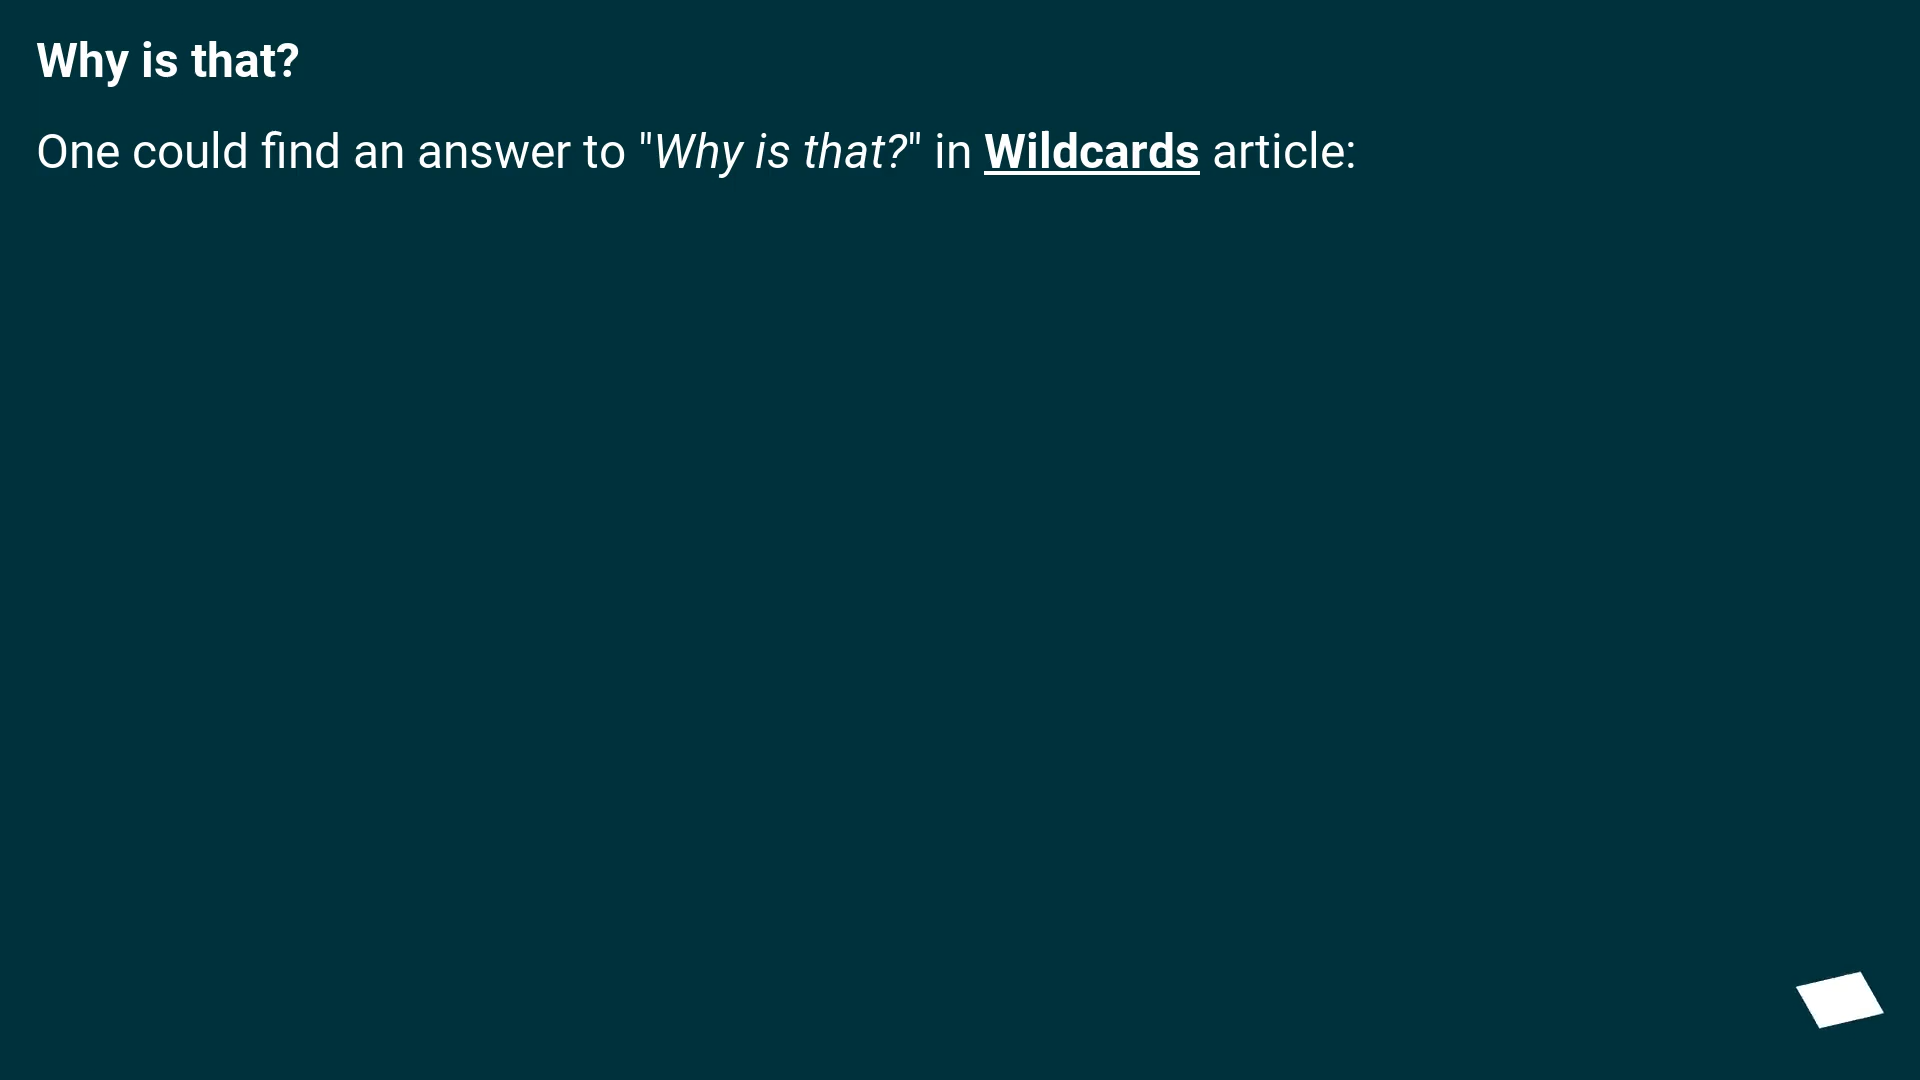 Why is that?
One could find an answer to "Why is that?" in Wildcards article: